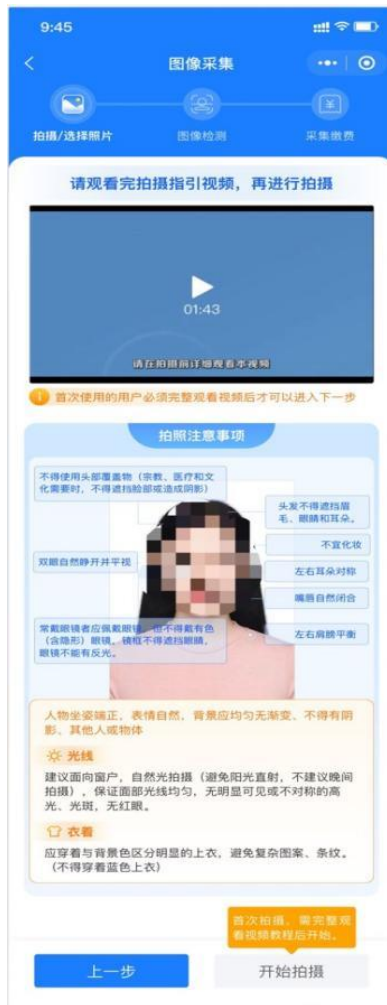 9:45
图像采集
拍摄/选择照片
图像检测
采集缴费
请观看完拍摄指引视频，再进行拍摄
01:43
请在拍摄前详细观看本视频
首次使用的用户必须完整观看视频后才可以进入下一步
拍照注意事项
不得使用头部覆盖物（宗教、医疗和文
化需要时，不得遮挡脸部或造成阴影）
头发不得遮挡眉
毛、眼睛和耳朵。
不宜化妆
双眼自然睁开并平视
左右耳朵对称
嘴唇自然闭合
常戴眼镜者应佩戴眼镜，但不得戴有色
（含隐形）眼镜，镜框不得遮挡眼睛，
眼镜不能有反光。
左右肩膀平衡
人物坐姿端正，表情自然，背景应均匀无渐变、不得有阴
影、其他人或物体
光线
建议面向窗户，自然光拍摄（避免阳光直射，不建议晚间
拍摄），保证面部光线均匀，无明显可见或不对称的高
光、光斑，无红眼。
衣着
应穿着与背景色区分明显的上衣，避免复杂图案、条纹。
（不得穿着蓝色上衣）
首次拍摄，需完整观
看视频教程后开始。
上一步
开始拍摄